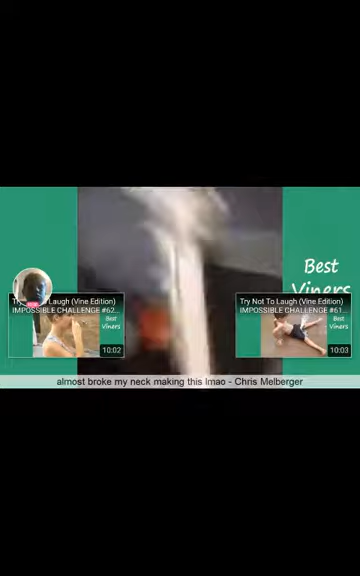 Best
Viners
Try Laugh (Vine Edition)
IMPOSSIBLE CHALLENGE #62...
Best
Viners
10:02
Try Not To Laugh (Vine Edition)
IMPOSSIBLE CHALLENGE #61...
Best
Viners
10:03
almost broke my neck making this lmao - Chris Melberger